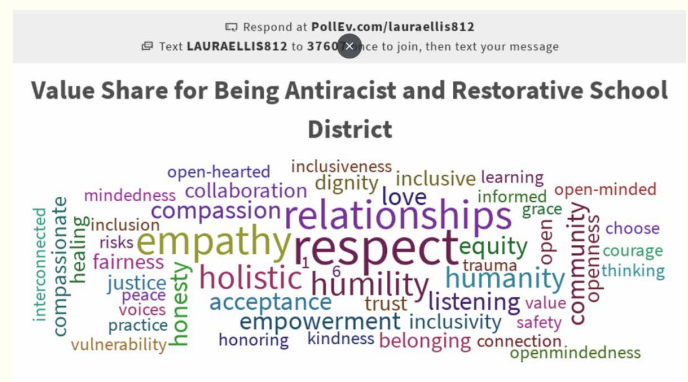 Respond at PollEv.com/lauraellis812
Text LAURAELLIS812 to once to join, then text your message
Value Share for Being Antiracist and Restorative School
District
open-hearted
inclusiveness
mindedness
collaboration
dignity
inclusive
learning
love
informed
open-minded
compassion
relationships
grace
interconnected
compassionate
healing
inclusion
risks
empathy
respect
equity
open
community
openness
choose
courage
fairness
1
6
trauma
thinking
justice
honesty
holistic
humility
humanity
peace
voices
acceptance
trust
listening
value
practice
empowerment
inclusivity
safety
vulnerability
honoring
kindness
belonging
connection
openmindedness